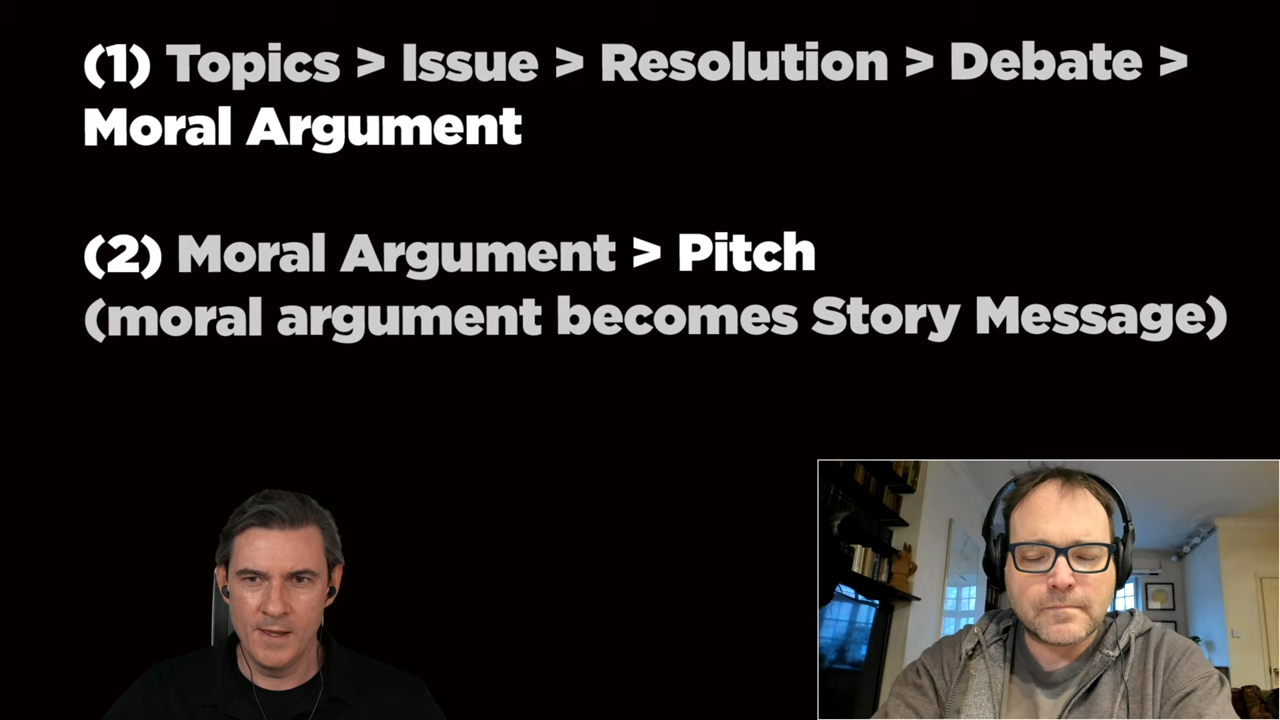 (1) Topics > Issue > Resolution > Debate >
Moral Argument
(2) Moral Argument > Pitch
(moral argument becomes Story Message)